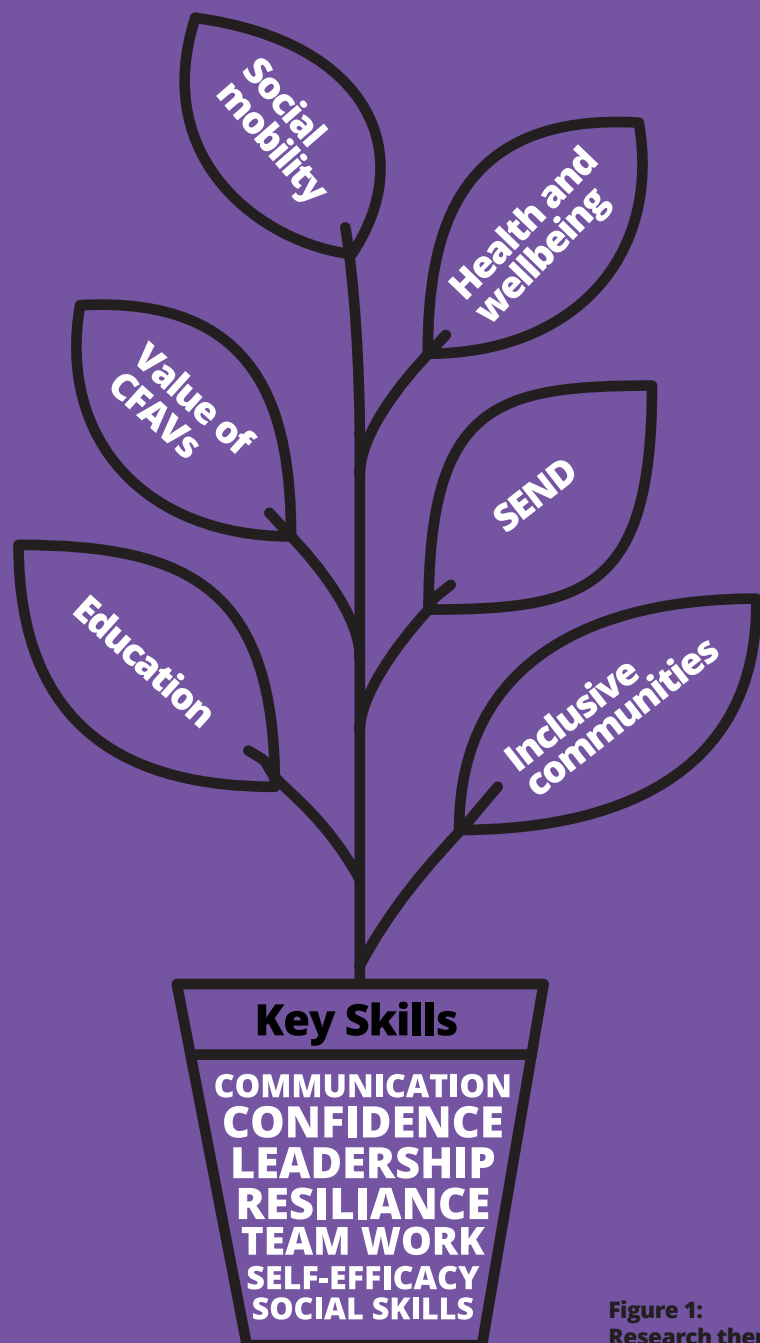 Social
mobility
Health and
wellbeing
Value of
CFAVs
SEND
Education
Inclusive
communities
Key Skills
COMMUNICATION
CONFIDENCE
LEADERSHIP
RESILIANCE
TEAM WORK
SELF-EFFICACY
SOCIAL SKILLS
Figure 1:
Research